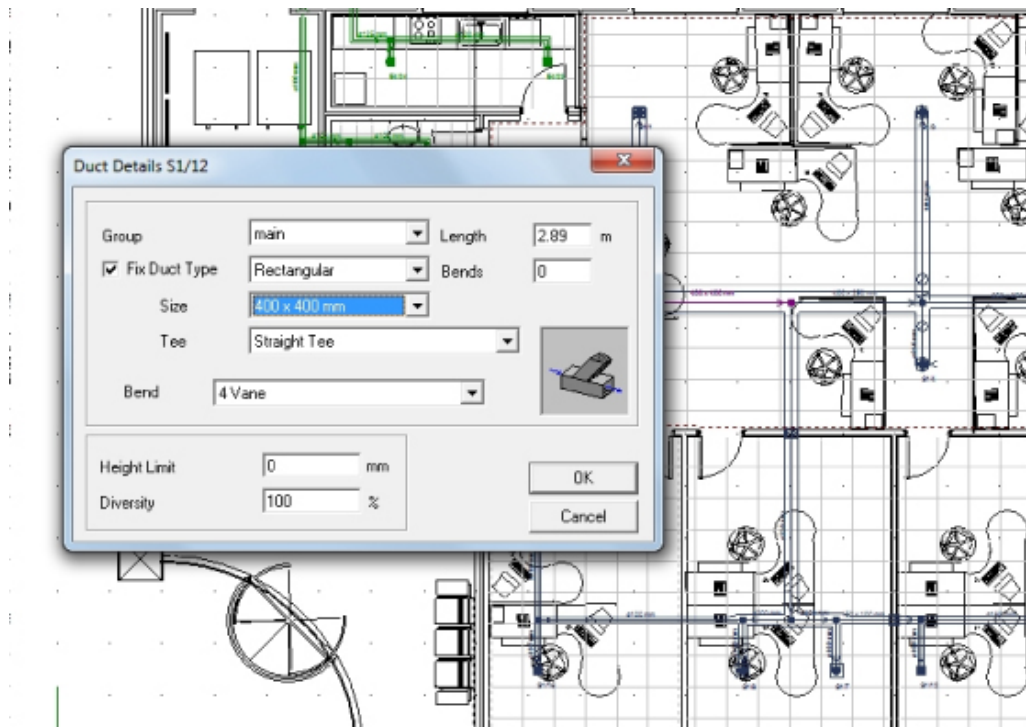 Duct Details S1/12
Group main Length 2.89 m
Fix Duct Type Rectangular Bends 0
Size 400 x 400 mm
Tee Straight Tee
Bend 4 Vane
Height Limit 0 mm
Diversity 100 %
OK
Cancel